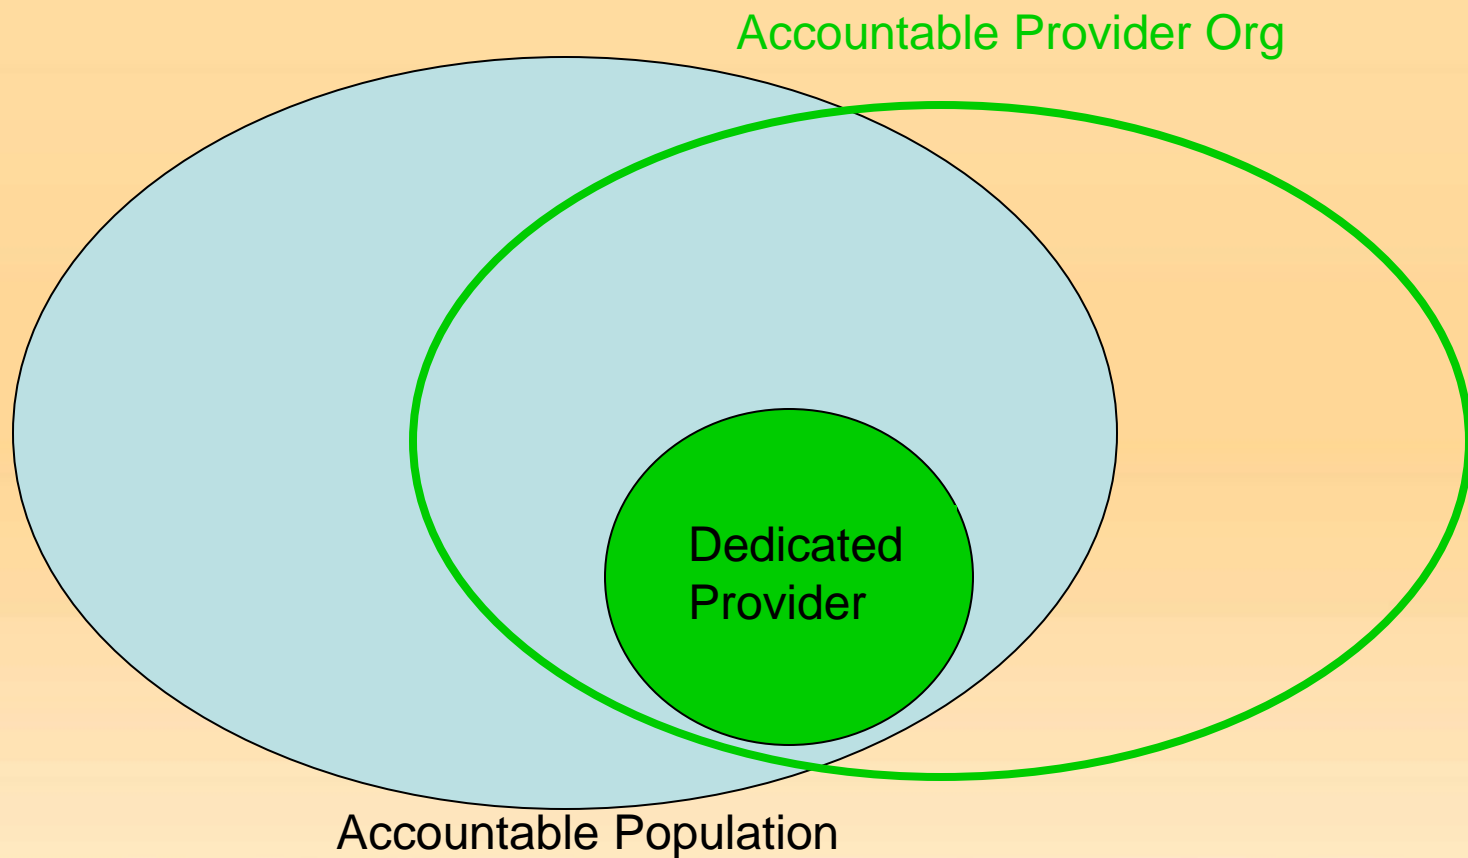 Accountable Provider Org
Dedicated
Provider
Accountable Population